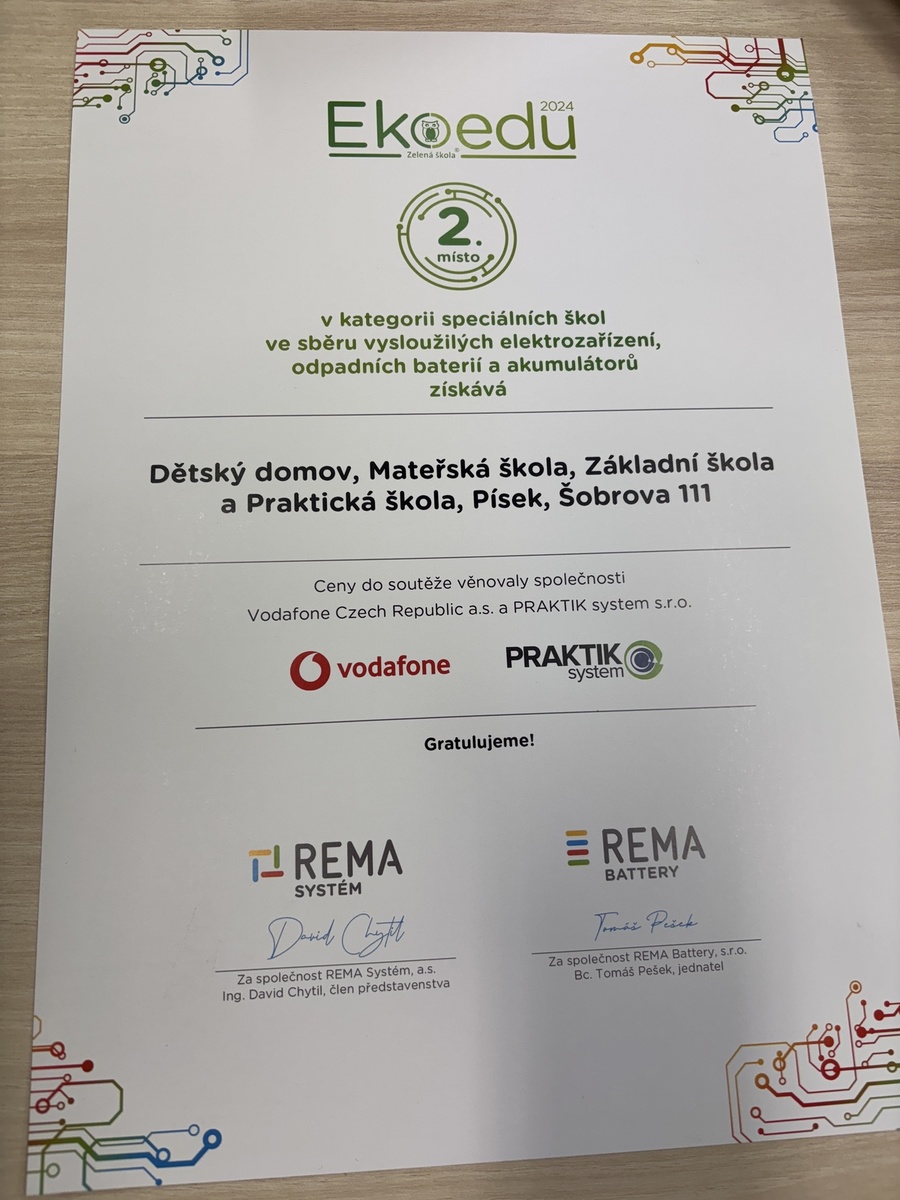 Ekoedu
2024
Zelená škola®
2.
místo
v kategorii speciálních škol
ve sběru vysloužilých elektrozařízení,
odpadních baterií a akumulátorů
získává
Dětský domov, Mateřská škola, Základní škola
a Praktická škola, Písek, Šobrova 111
Ceny do soutěže věnovaly společnosti
Vodafone Czech Republic a.s. a PRAKTIK system s.r.o.
vodafone
PRAKTIK
system
Gratulujeme!
REMA
SYSTÉM
David Chytil
Za společnost REMA Systém, a.s.
Ing. David Chytil, člen představenstva
REMA
BATTERY
Tomáš Pešek
Za společnost REMA Battery, s.r.o.
Bc. Tomáš Pešek, jednatel